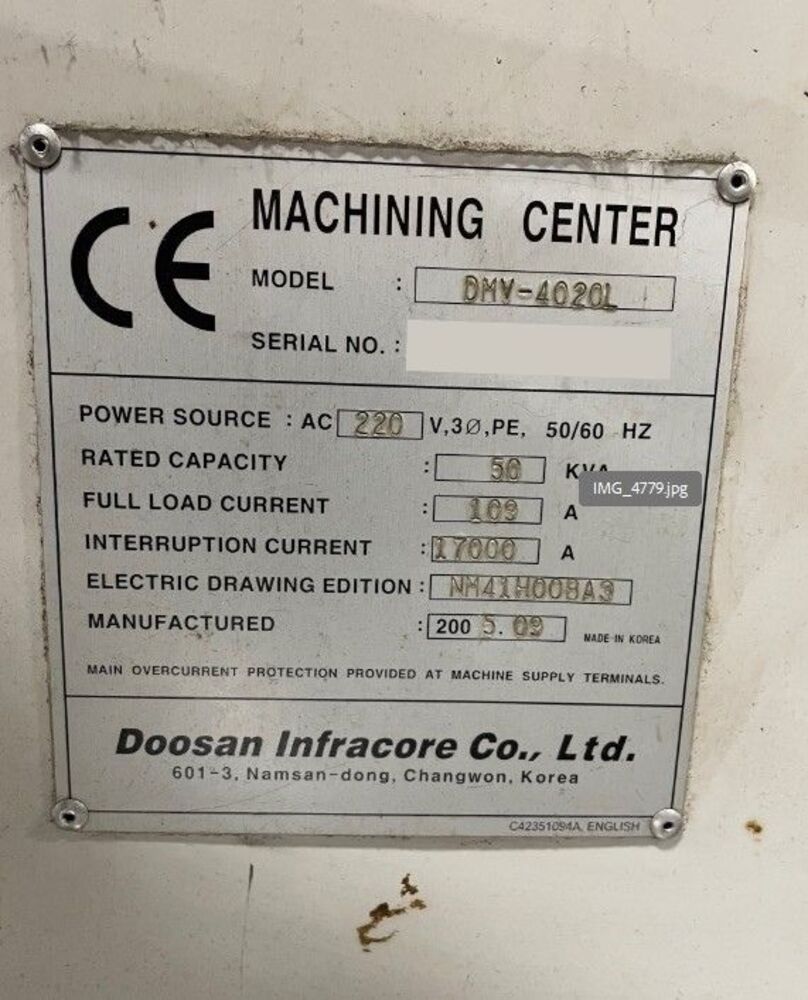 CE
MACHINING CENTER
MODEL : DMV-4020L
SERIAL NO. :
POWER SOURCE : AC 220 V,3Ø,PE, 50/60 HZ
RATED CAPACITY : 50 KVA
IMG_4779.jpg
FULL LOAD CURRENT : 109 A
INTERRUPTION CURRENT : 17000 A
ELECTRIC DRAWING EDITION : NM41H008A3
MANUFACTURED : 200 5.09
MADE IN KOREA
MAIN OVERCURRENT PROTECTION PROVIDED AT MACHINE SUPPLY TERMINALS.
Doosan Infracore Co., Ltd.
601-3, Namsan-dong, Changwon, Korea
C42351094A, ENGLISH